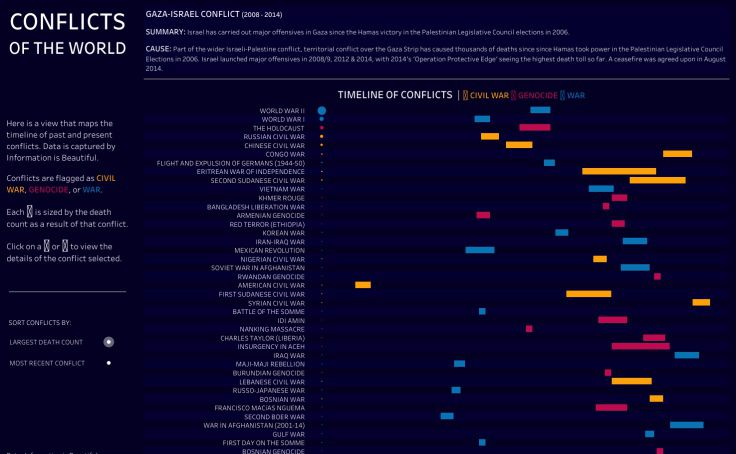 CONFLICTS
OF THE WORLD
GAZA-ISRAEL CONFLICT (2008 - 2014)
SUMMARY: Israel has carried out major offensives in Gaza since the Hamas victory in the Palestinian Legislative Council elections in 2006.
CAUSE: Part of the wider Israeli-Palestine conflict, territorial conflict over the Gaza Strip has caused thousands of deaths since since Hamas took power in the Palestinian Legislative Council
Elections in 2006. Israel launched major offensives in 2008/9, 2012 & 2014, with 2014's 'Operation Protective Edge' seeing the highest death toll so far. A ceasefire was agreed upon in August
2014.
Here is a view that maps the
timeline of past and present
conflicts. Data is captured by
Information is Beautiful.
Conflicts are flagged as CIVIL
WAR, GENOCIDE, or WAR.
Each is sized by the death
count as a result of that conflict.
Click on a or to view the
details of the conflict selected.
SORT CONFLICTS BY:
LARGEST DEATH COUNT
MOST RECENT CONFLICT
TIMELINE OF CONFLICTS | CIVIL WAR GENOCIDE WAR
WORLD WAR II
WORLD WAR I
THE HOLOCAUST
RUSSIAN CIVIL WAR
CHINESE CIVIL WAR
CONGO WAR
FLIGHT AND EXPULSION OF GERMANS (1944-50)
ERITREAN WAR OF INDEPENDENCE
SECOND SUDANESE CIVIL WAR
VIETNAM WAR
KHMER ROUGE
BANGLADESH LIBERATION WAR
ARMENIAN GENOCIDE
RED TERROR (ETHIOPIA)
KOREAN WAR
IRAN-IRAQ WAR
MEXICAN REVOLUTION
NIGERIAN CIVIL WAR
SOVIET WAR IN AFGHANISTAN
RWANDAN GENOCIDE
AMERICAN CIVIL WAR
FIRST SUDANESE CIVIL WAR
SYRIAN CIVIL WAR
BATTLE OF THE SOMME
IDI AMIN
NANKING MASSACRE
CHARLES TAYLOR (LIBERIA)
INSURGENCY IN ACEH
IRAQ WAR
MAJI-MAJI REBELLION
BURUNDIAN GENOCIDE
LEBANESE CIVIL WAR
RUSSO-JAPANESE WAR
BOSNIAN WAR
FRANCISCO MACÍAS NGUEMA
SECOND BOER WAR
WAR IN AFGHANISTAN (2001-14)
GULF WAR
FIRST DAY ON THE SOMME
BOSNIAN GENOCIDE